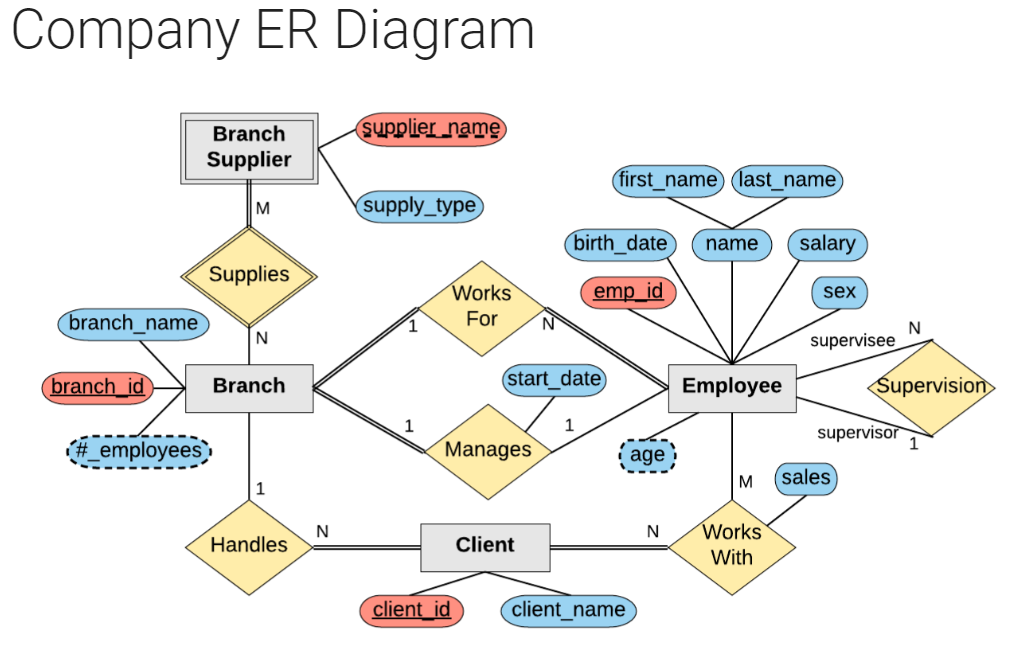 Company ER Diagram
Branch
Supplier
supplier_name
supply_type
M
Supplies
N
first_name
last_name
birth_date
name
salary
emp_id
sex
Works
For
1
N
branch_name
branch_id
#_employees
Branch
Employee
supervisee
N
Supervision
supervisor
1
start_date
1
Manages
1
age
1
Handles
N
Client
N
M
sales
Works
With
client_id
client_name